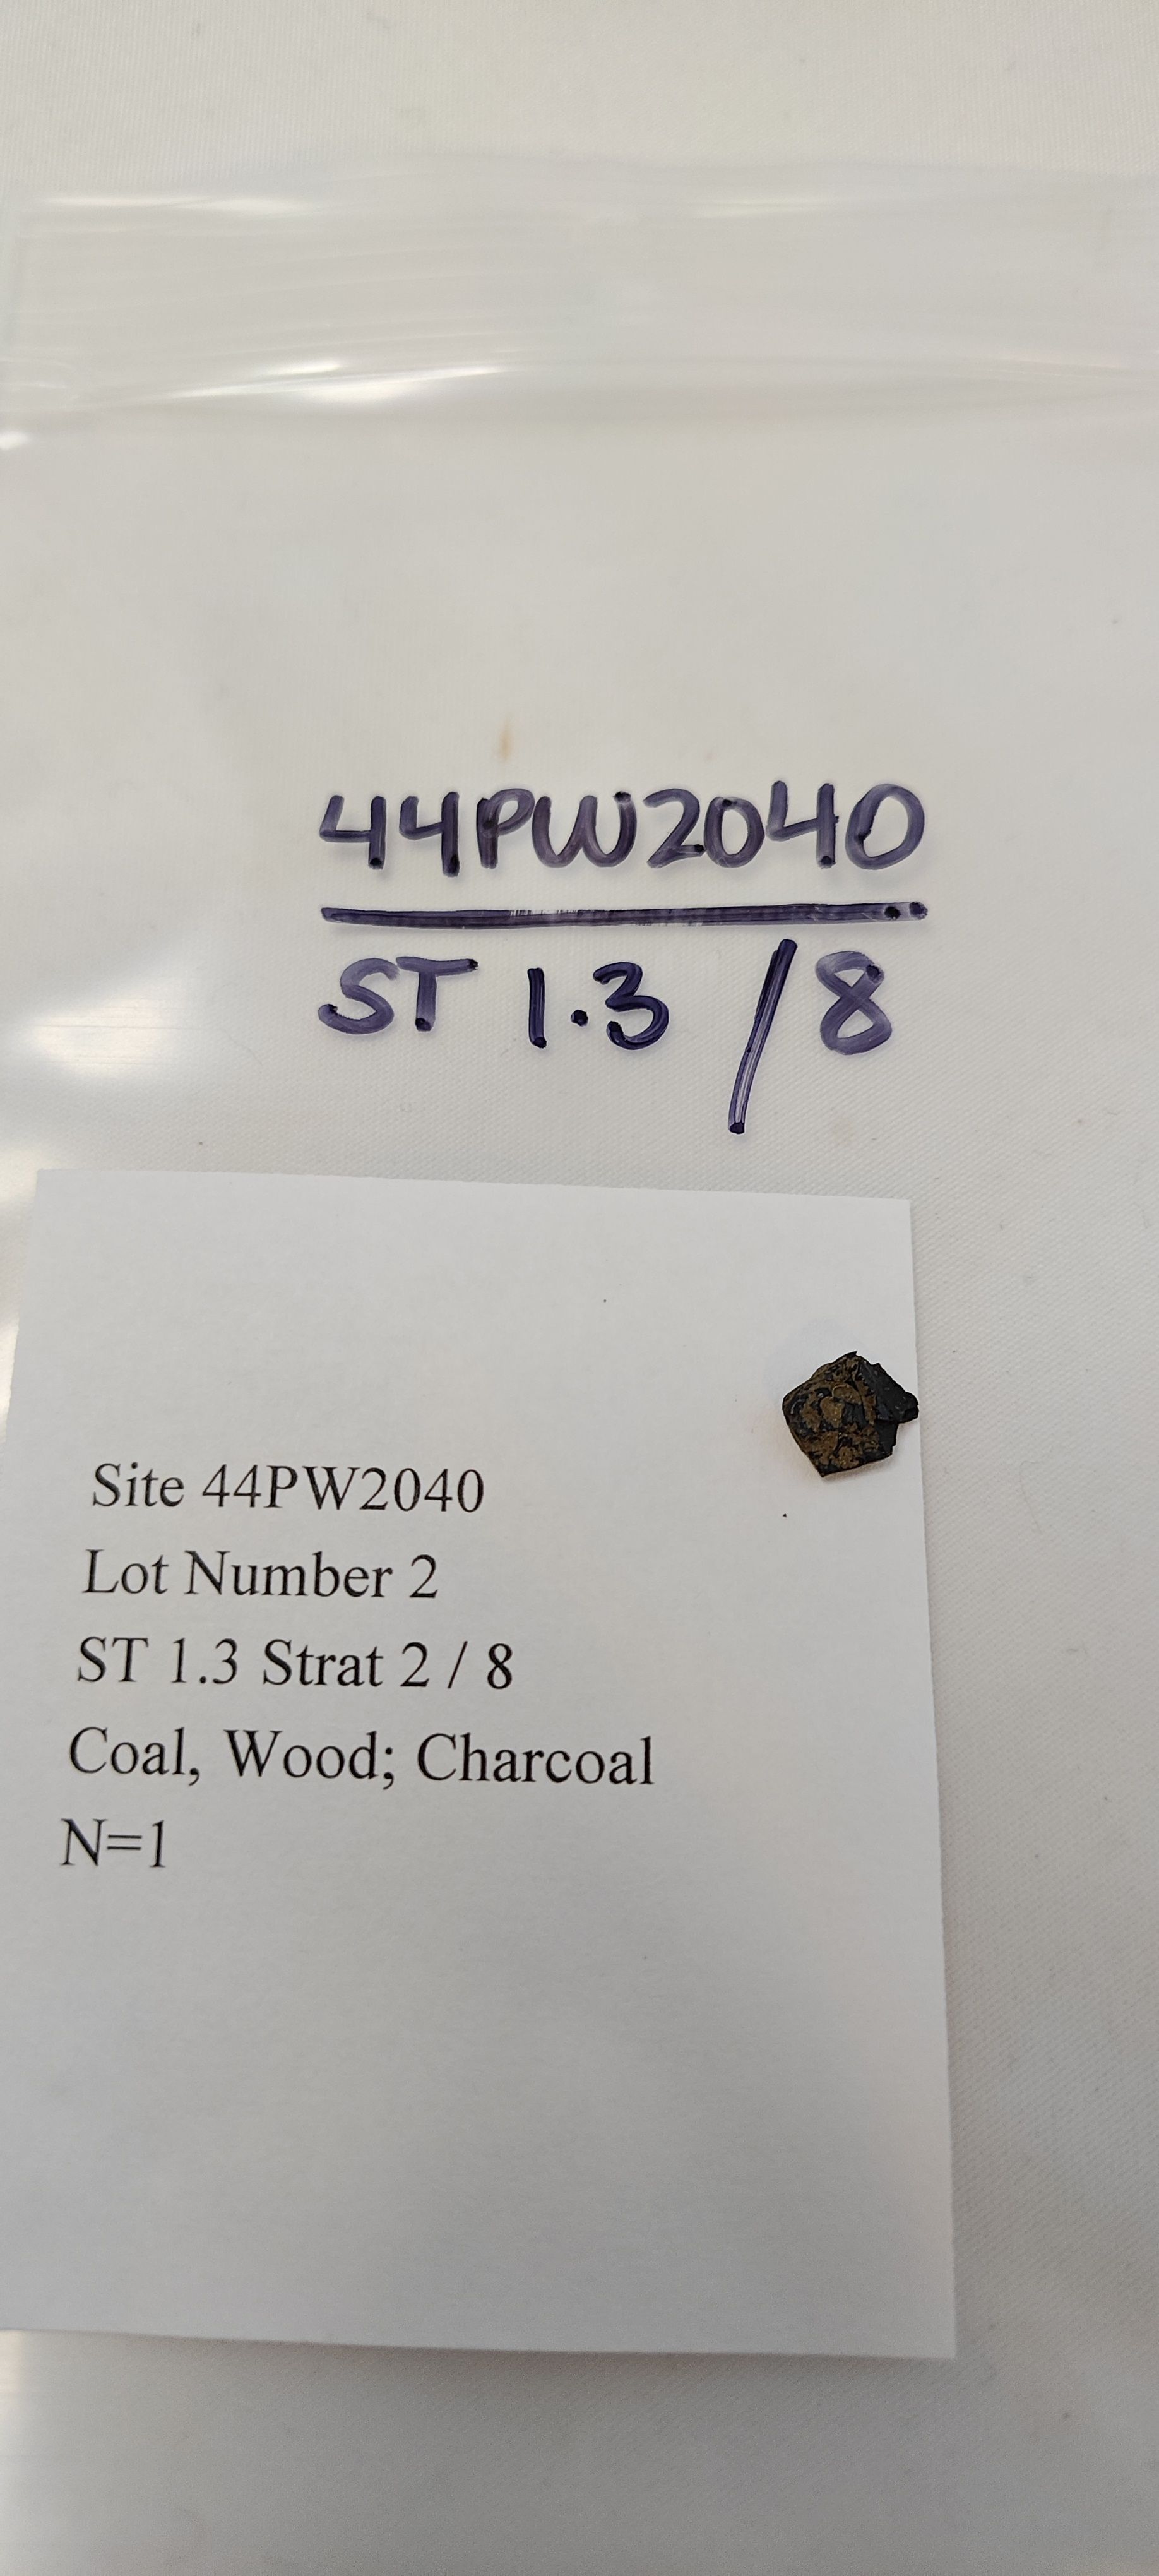 44PW2040
ST 1.3 / 8
Site 44PW2040
Lot Number 2
ST 1.3 Strat 2 / 8
Coal, Wood; Charcoal
N=1